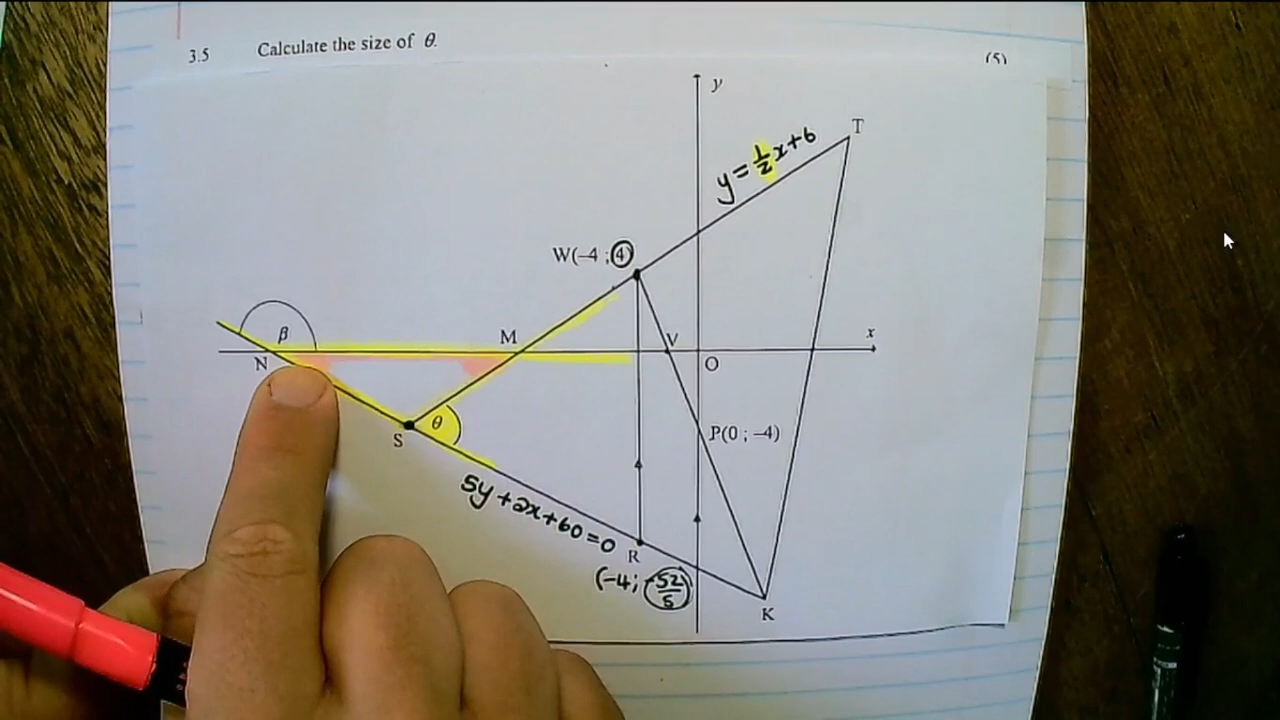 3.5 Calculate the size of θ.
(5)
y
T
y = 1/2 x + 6
W(–4 ; 4)
β
M
V
x
N
O
θ
S
P(0 ; –4)
5y + 2x + 60 = 0
R
(-4 ; -52/5)
K